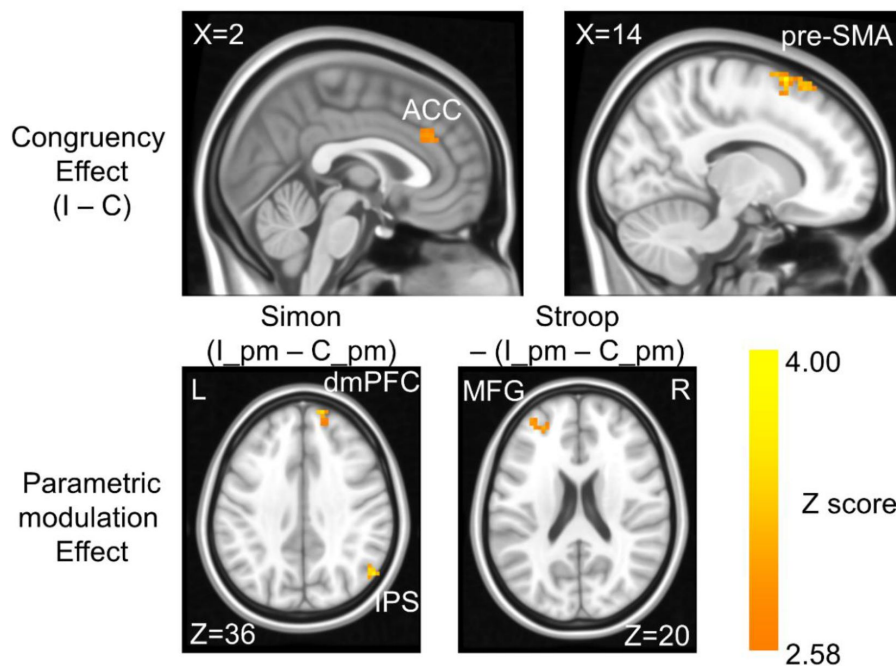 X=2
X=14
pre-SMA
ACC
Congruency
Effect
(I – C)
Simon
(I_pm – C_pm)
Stroop
– (I_pm – C_pm)
L
dmPFC
MFG
R
4.00
Parametric
modulation
Effect
Z score
IPS
Z=36
Z=20
2.58